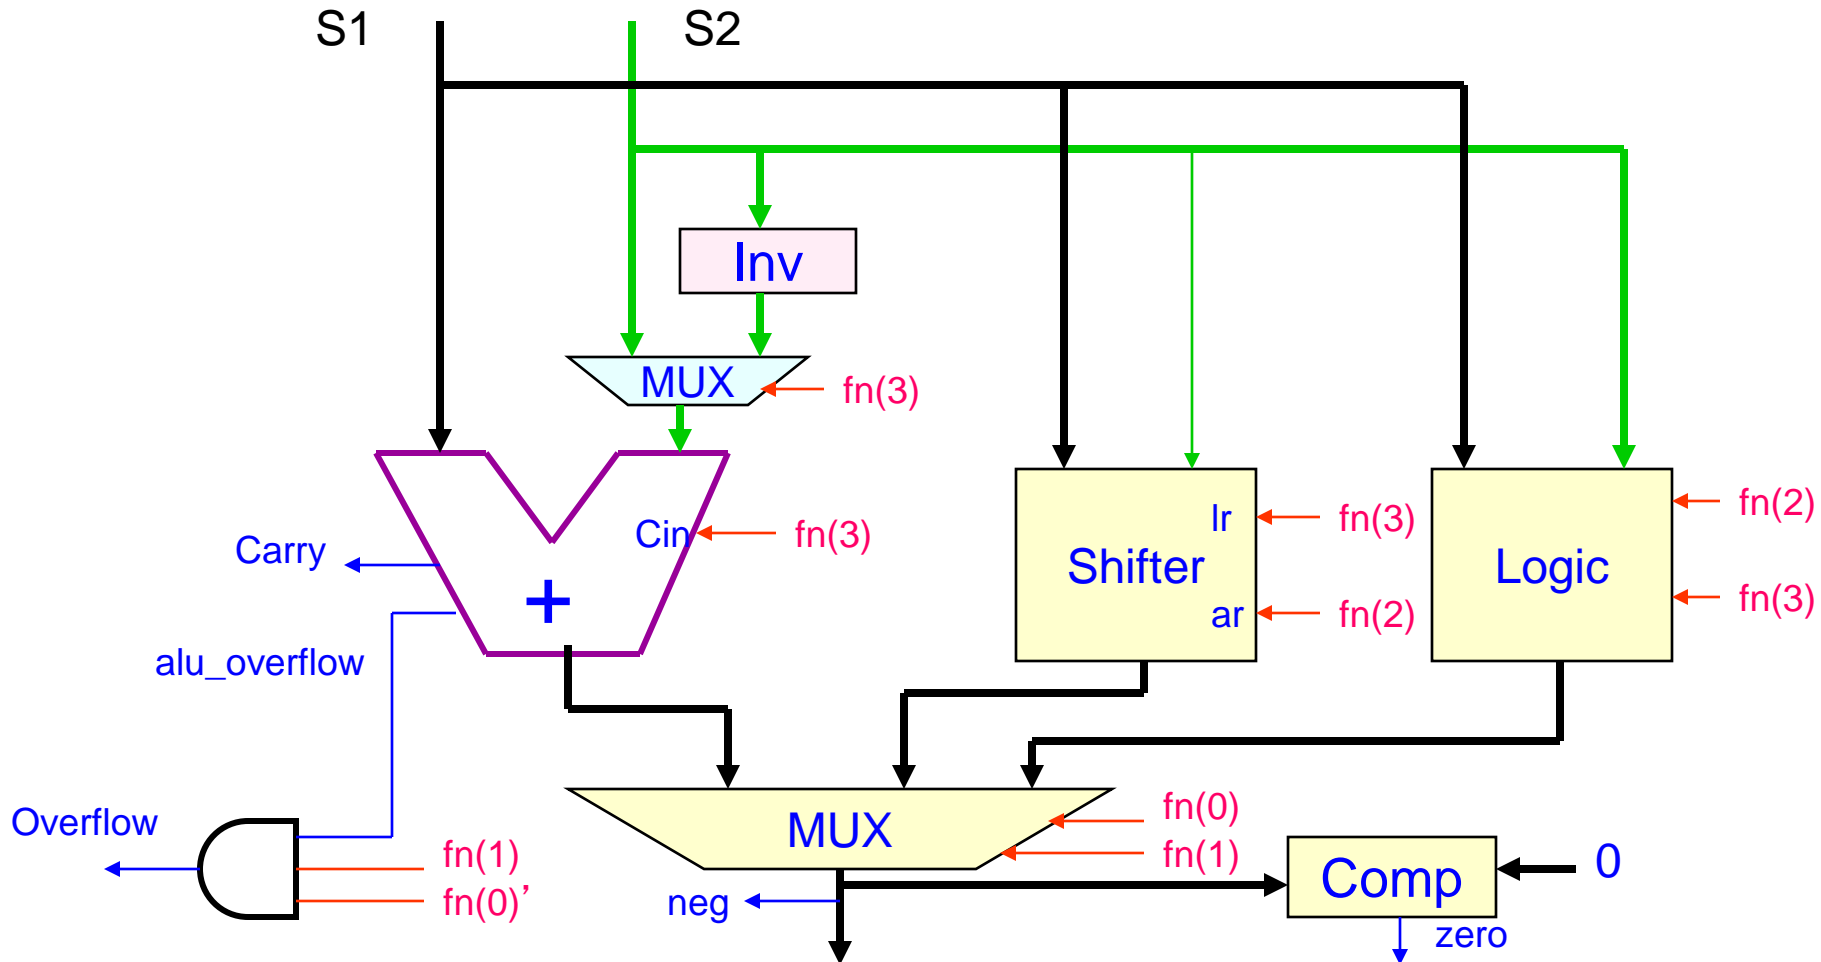 S1 S2
Inv
MUX fn(3)
Cin fn(3)
Carry
+
alu_overflow
lr fn(3)
Shifter
ar fn(2)
fn(2)
Logic
fn(3)
MUX
fn(0)
fn(1)
Overflow
fn(1)
fn(0)’
neg
Comp 0
zero